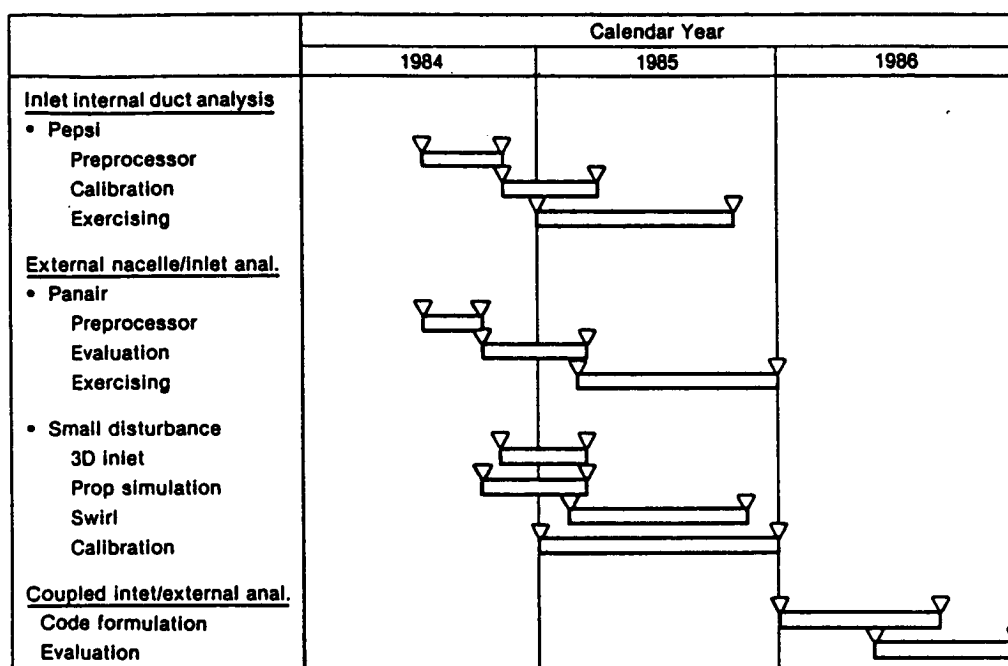 Calendar Year
1984 1985 1986
Inlet internal duct analysis
• Pepsi
Preprocessor
Calibration
Exercising
External nacelle/inlet anal.
• Panair
Preprocessor
Evaluation
Exercising
• Small disturbance
3D inlet
Prop simulation
Swirl
Calibration
Coupled intet/external anal.
Code formulation
Evaluation